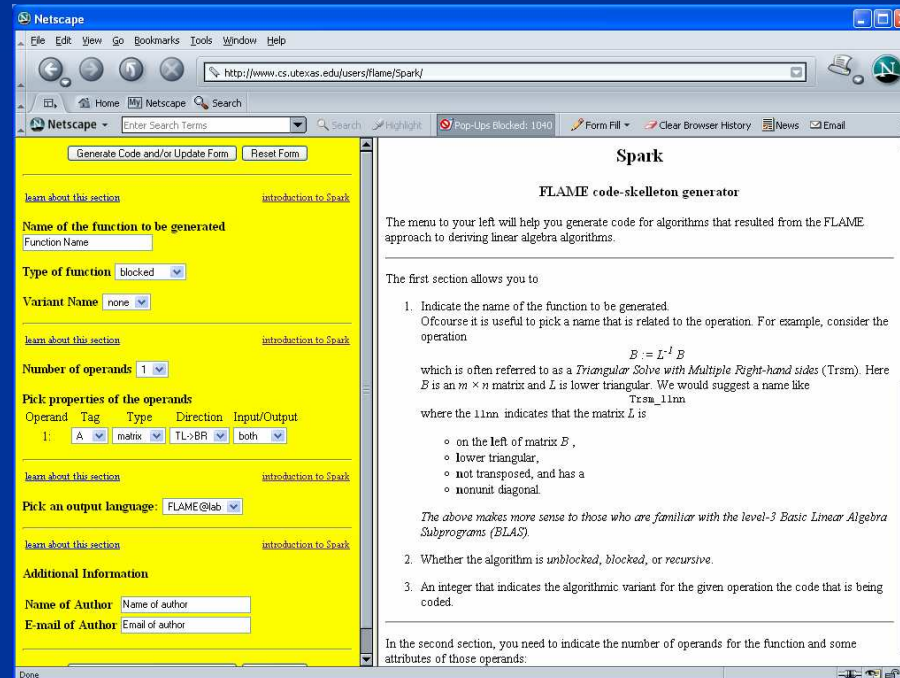 Netscape
File Edit View Go Bookmarks Tools Window Help
http://www.cs.utexas.edu/users/flame/Spark/
Home My Netscape Search
Netscape Enter Search Terms Search Highlight Pop-Ups Blocked: 1040 Form Fill Clear Browser History News Email
Generate Code and/or Update Form Reset Form
learn about this section introduction to Spark
Name of the function to be generated
Function Name
Type of function blocked
Variant Name none
learn about this section introduction to Spark
Number of operands 1
Pick properties of the operands
Operand Tag Type Direction Input/Output
1: A matrix TL->BR both
learn about this section introduction to Spark
Pick an output language: FLAME@lab
learn about this section introduction to Spark
Additional Information
Name of Author Name of author
E-mail of Author Email of author
Spark
FLAME code-skelleton generator
The menu to your left will help you generate code for algorithms that resulted from the FLAME
approach to deriving linear algebra algorithms.
The first section allows you to
1. Indicate the name of the function to be generated.
Ofcourse it is useful to pick a name that is related to the operation. For example, consider the
operation
B := L⁻¹ B
which is often referred to as a Triangular Solve with Multiple Right-hand sides (Trsm). Here
B is an m × n matrix and L is lower triangular. We would suggest a name like
Trsm_llnn
where the llnn indicates that the matrix L is
on the left of matrix B ,
lower triangular,
not transposed, and has a
nonunit diagonal.
The above makes more sense to those who are familiar with the level-3 Basic Linear Algebra
Subprograms (BLAS).
2. Whether the algorithm is unblocked, blocked, or recursive.
3. An integer that indicates the algorithmic variant for the given operation the code that is being
coded.
In the second section, you need to indicate the number of operands for the function and some
attributes of those operands:
Done